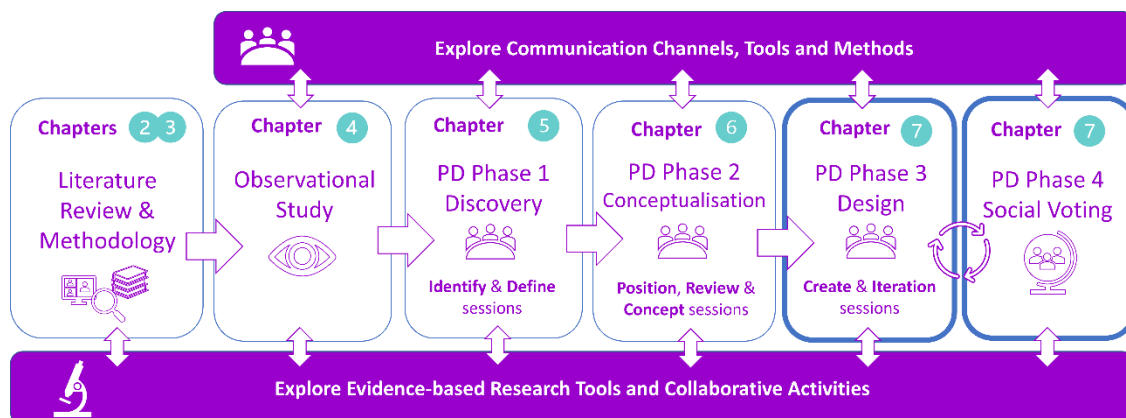 Explore Communication Channels, Tools and Methods
Chapters 2 3
Literature
Review &
Methodology
Chapter 4
Observational
Study
Chapter 5
PD Phase 1
Discovery
Identify & Define
sessions
Chapter 6
PD Phase 2
Conceptualisation
Position, Review &
Concept sessions
Chapter 7
PD Phase 3
Design
Create & Iteration
sessions
Chapter 7
PD Phase 4
Social Voting
Explore Evidence-based Research Tools and Collaborative Activities